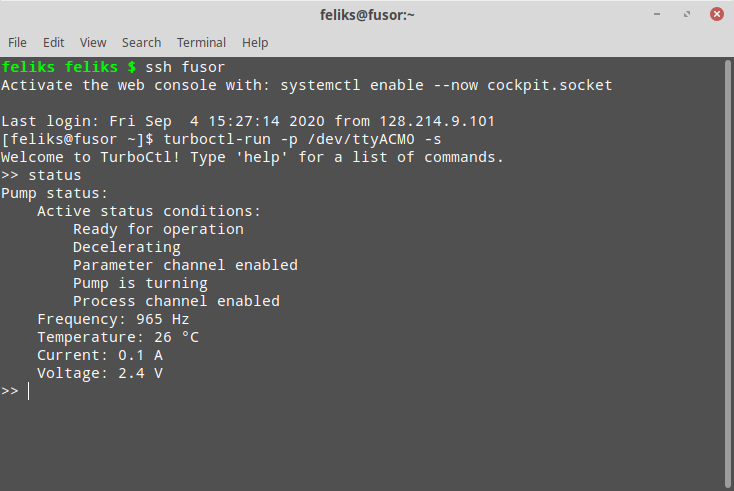 feliks@fusor:~
File Edit View Search Terminal Help
feliks feliks $ ssh fusor
Activate the web console with: systemctl enable --now cockpit.socket
Last login: Fri Sep  4 15:27:14 2020 from 128.214.9.101
[feliks@fusor ~]$ turboctl-run -p /dev/ttyACM0 -s
Welcome to TurboCtl! Type 'help' for a list of commands.
>> status
Pump status:
    Active status conditions:
        Ready for operation
        Decelerating
        Parameter channel enabled
        Pump is turning
        Process channel enabled
    Frequency: 965 Hz
    Temperature: 26 °C
    Current: 0.1 A
    Voltage: 2.4 V
>>